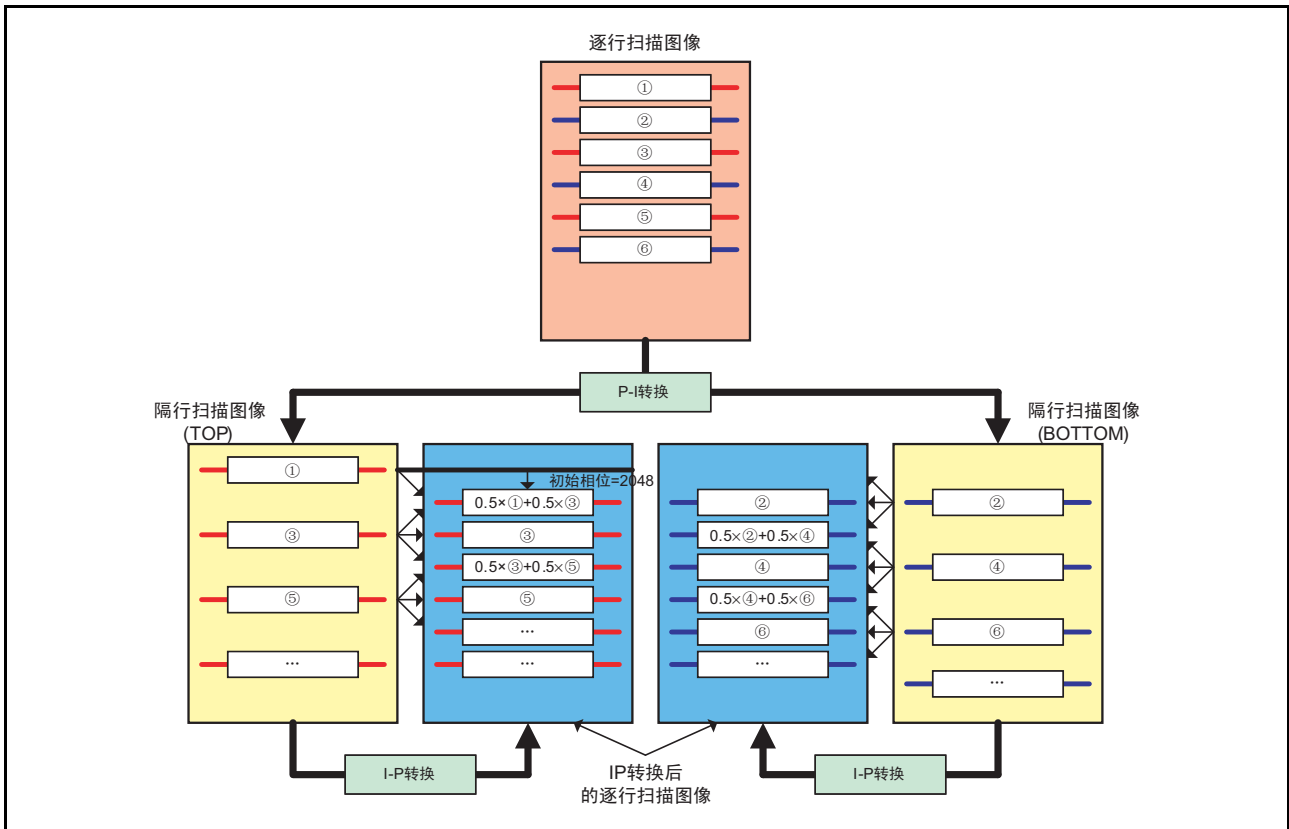 逐行扫描图像
①
②
③
④
⑤
⑥
P-I转换
隔行扫描图像
(TOP)
隔行扫描图像
(BOTTOM)
①
③
⑤
...
初始相位=2048
0.5×①+0.5×③
③
0.5×③+0.5×⑤
⑤
...
...
②
0.5×②+0.5×④
④
0.5×④+0.5×⑥
⑥
...
②
④
⑥
...
I-P转换
IP转换后
的逐行扫描图像
I-P转换